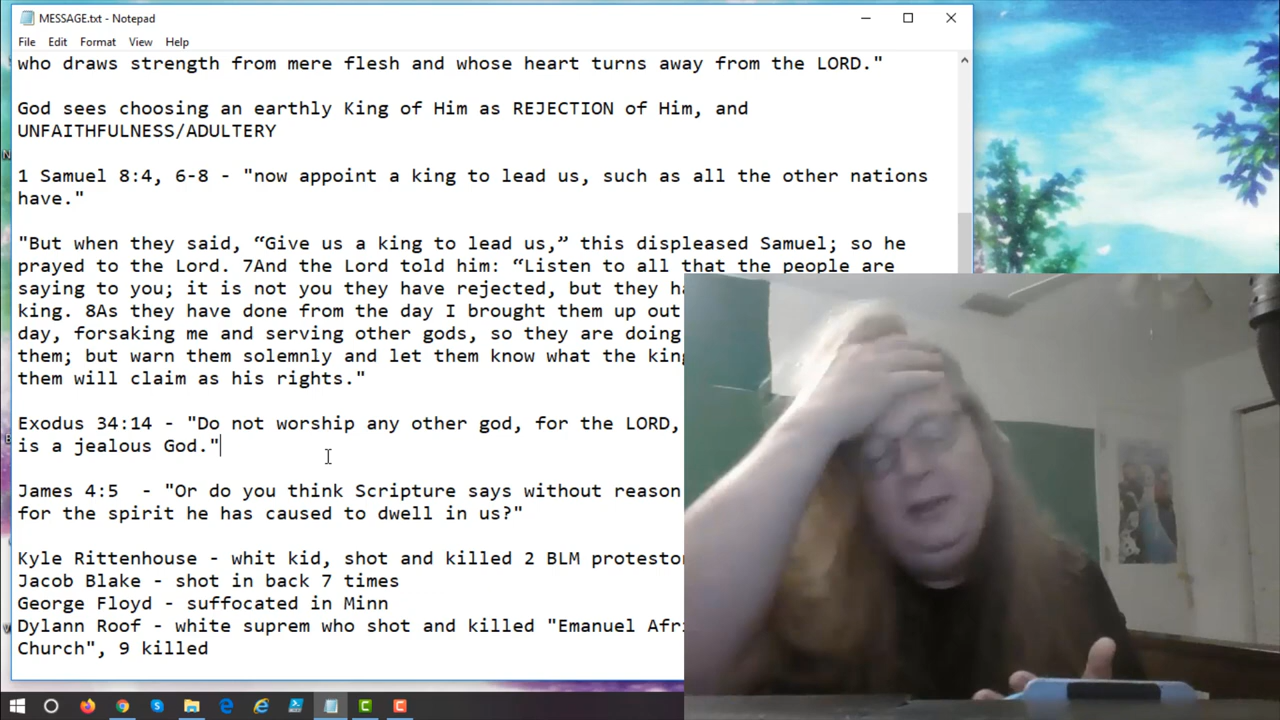 MESSAGE.txt - Notepad
File Edit Format View Help
who draws strength from mere flesh and whose heart turns away from the LORD."
God sees choosing an earthly King of Him as REJECTION of Him, and
UNFAITHFULNESS/ADULTERY
1 Samuel 8:4, 6-8 - "now appoint a king to lead us, such as all the other nations
have."
"But when they said, “Give us a king to lead us,” this displeased Samuel; so he
prayed to the Lord. 7And the Lord told him: “Listen to all that the people are
saying to you; it is not you they have rejected, but they
king. 8As they have done from the day I brought them up out
day, forsaking me and serving other gods, so they are doing
them; but warn them solemnly and let them know what the
them will claim as his rights."
Exodus 34:14 - "Do not worship any other god, for the LORD,
is a jealous God."
James 4:5 - "Or do you think Scripture says without reason
for the spirit he has caused to dwell in us?"
Kyle Rittenhouse - whit kid, shot and killed 2 BLM
Jacob Blake - shot in back 7 times
George Floyd - suffocated in Minn
Dylann Roof - white suprem who shot and killed "Emanuel
Church", 9 killed